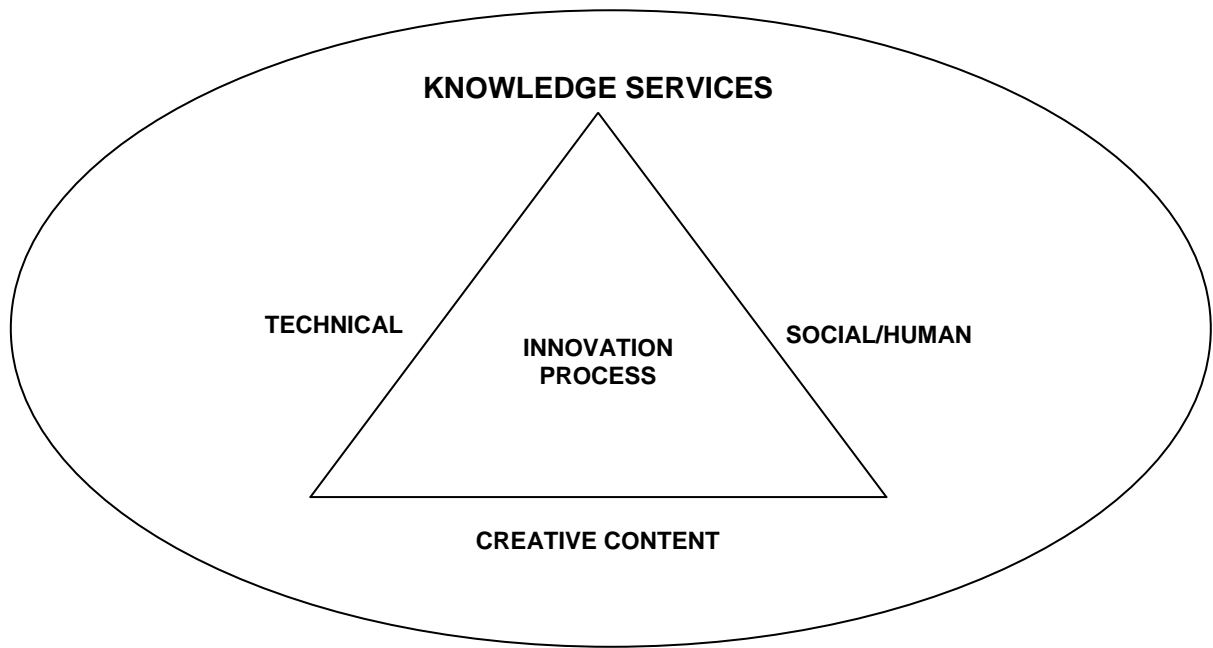 KNOWLEDGE SERVICES
TECHNICAL
SOCIAL/HUMAN
INNOVATION
PROCESS
CREATIVE CONTENT